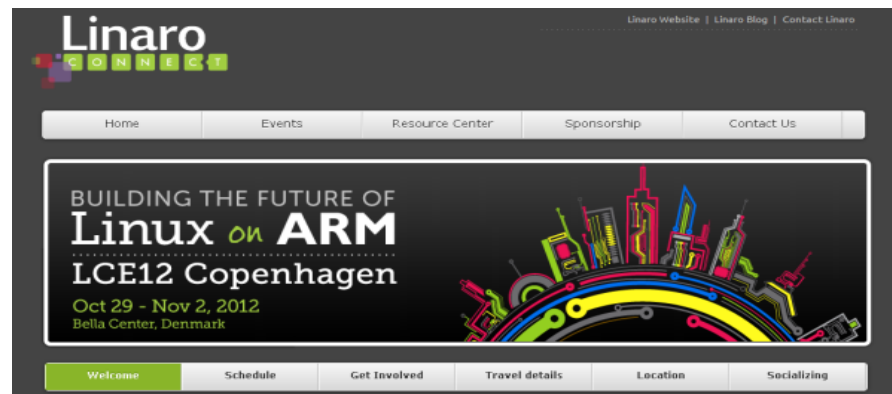 Linaro Website | Linaro Blog | Contact Linaro
Linaro
CONNECT
Home Events Resource Center Sponsorship Contact Us
BUILDING THE FUTURE OF
Linux on ARM
LCE12 Copenhagen
Oct 29 - Nov 2, 2012
Bella Center, Denmark
Welcome Schedule Get Involved Travel details Location Socializing